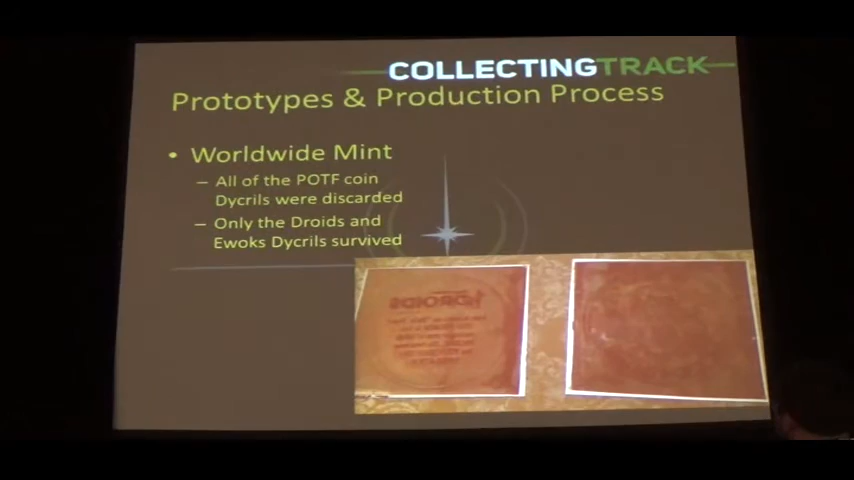 COLLECTINGTRACK
Prototypes & Production Process
• Worldwide Mint
– All of the POTF coin
Dycrils were discarded
– Only the Droids and
Ewoks Dycrils survived
DROIDS